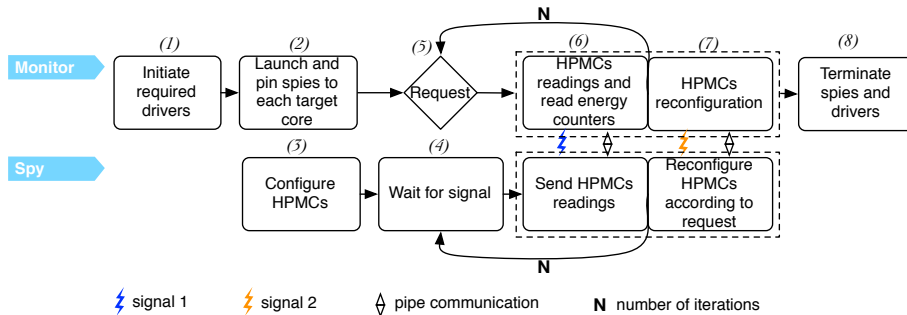 N
(1)
(2)
(5)
(6)
(7)
(8)
Monitor
Initiate
required
drivers
Launch and
pin spies to
each target
core
Request
HPMCs
readings and
read energy
counters
HPMCs
reconfiguration
Terminate
spies and
drivers
(3)
(4)
Spy
Configure
HPMCs
Wait for signal
Send HPMCs
readings
Reconfigure
HPMCs
according to
request
N
signal 1
signal 2
pipe communication
N number of iterations